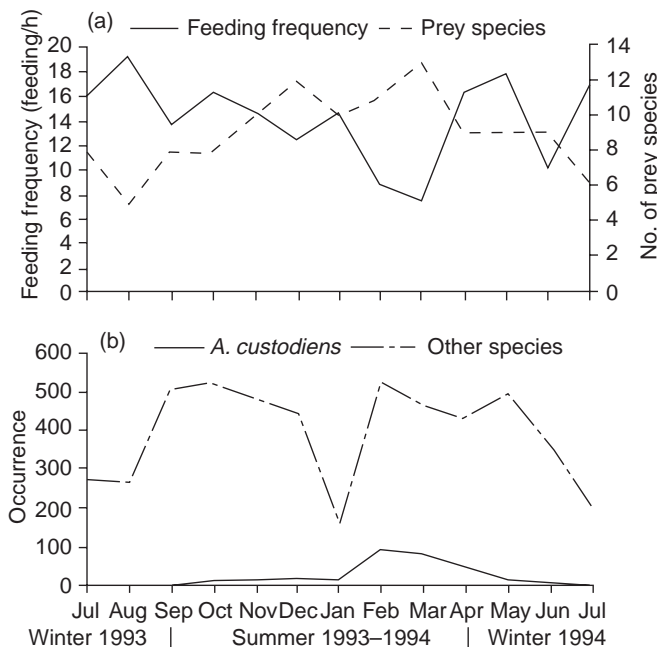 (a)
Feeding frequency
Prey species
Feeding frequency (feeding/h)
20
18
16
14
12
10
8
6
4
2
0
14
12
10
8
6
4
2
0
No. of prey species
(b)
A. custodiens
Other species
Occurrence
600
500
400
300
200
100
0
Jul Aug Sep Oct Nov Dec Jan Feb Mar Apr May Jun Jul
Winter 1993 Summer 1993–1994 Winter 1994